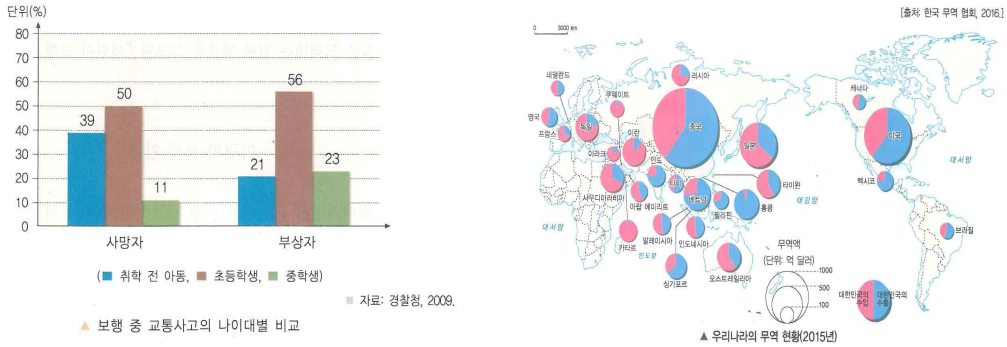 단위(%)
80
70
60
50
40
30
20
10
0
39
50
11
21
56
23
사망자
부상자
( 취학 전 아동, 초등학생, 중학생)
자료: 경찰청, 2009.
▲ 보행 중 교통사고의 나이대별 비교
[출처: 한국 무역 협회, 2016.]
0 3000 km
네덜란드
러시아
쿠웨이트
캐나다
영국
독일
중국
미국
프랑스
이란
일본
이라크
인도
대서양
멕시코
사우디아라비아
타이
타이완
아랍 에미리트
베트남
태평양
필리핀
홍콩
대서양
브라질
카타르
말레이시아
인도네시아
인도양
싱가포르
오스트레일리아
무역액
(단위: 억 달러)
1000
500
100
대한민국의
수입
대한민국의
수출
▲ 우리나라의 무역 현황(2015년)